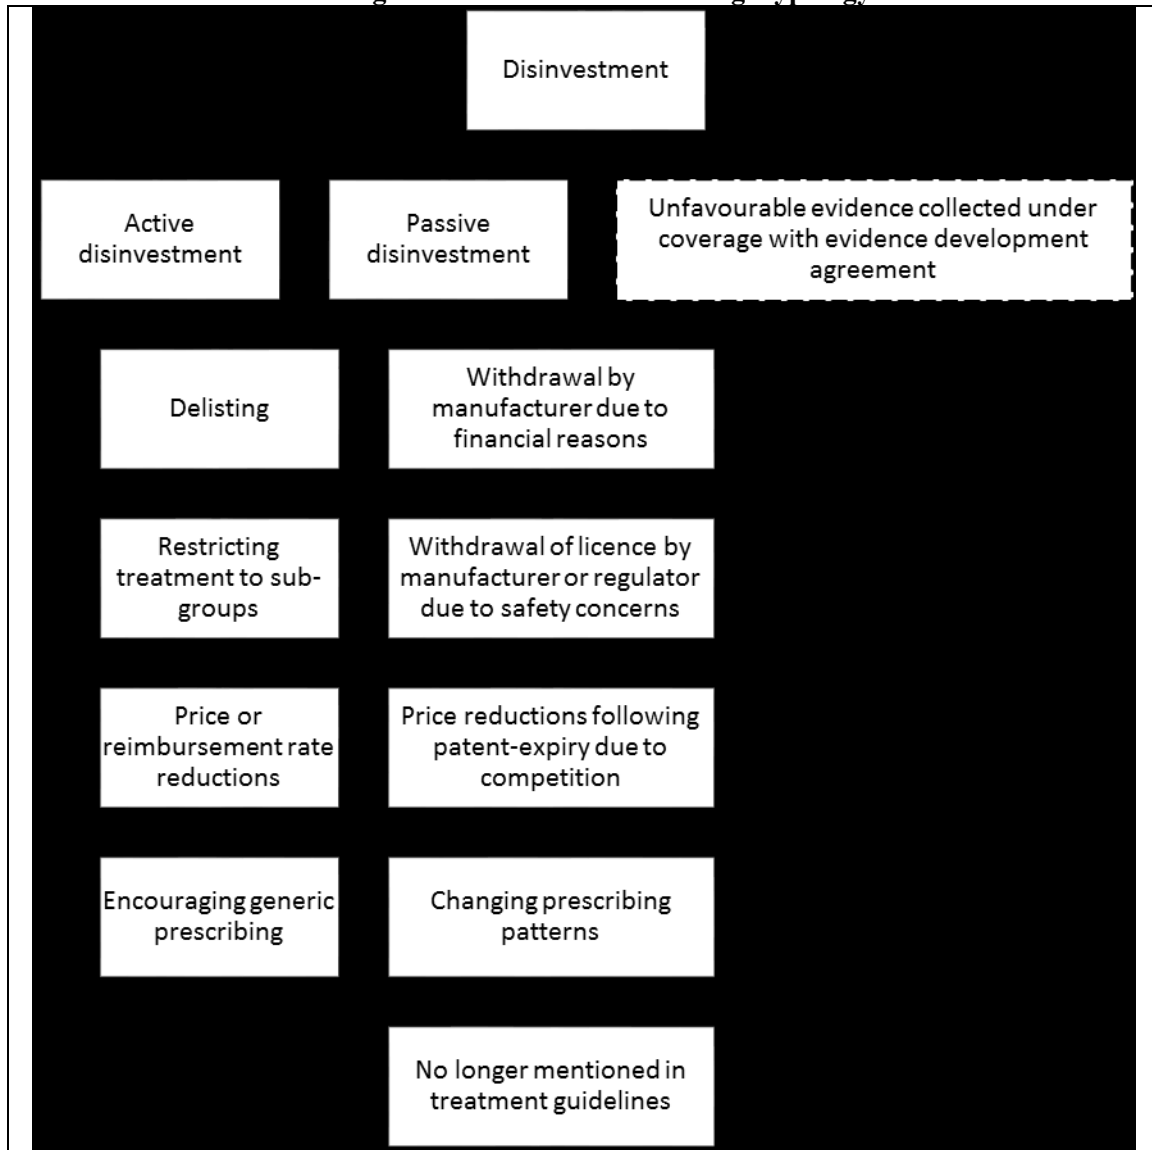 Disinvestment
Active
disinvestment
Passive
disinvestment
Unfavourable evidence collected under
coverage with evidence development
agreement
Delisting
Withdrawal by
manufacturer due to
financial reasons
Restricting
treatment to sub-
groups
Withdrawal of licence by
manufacturer or regulator
due to safety concerns
Price or
reimbursement rate
reductions
Price reductions following
patent-expiry due to
competition
Encouraging generic
prescribing
Changing prescribing
patterns
No longer mentioned in
treatment guidelines